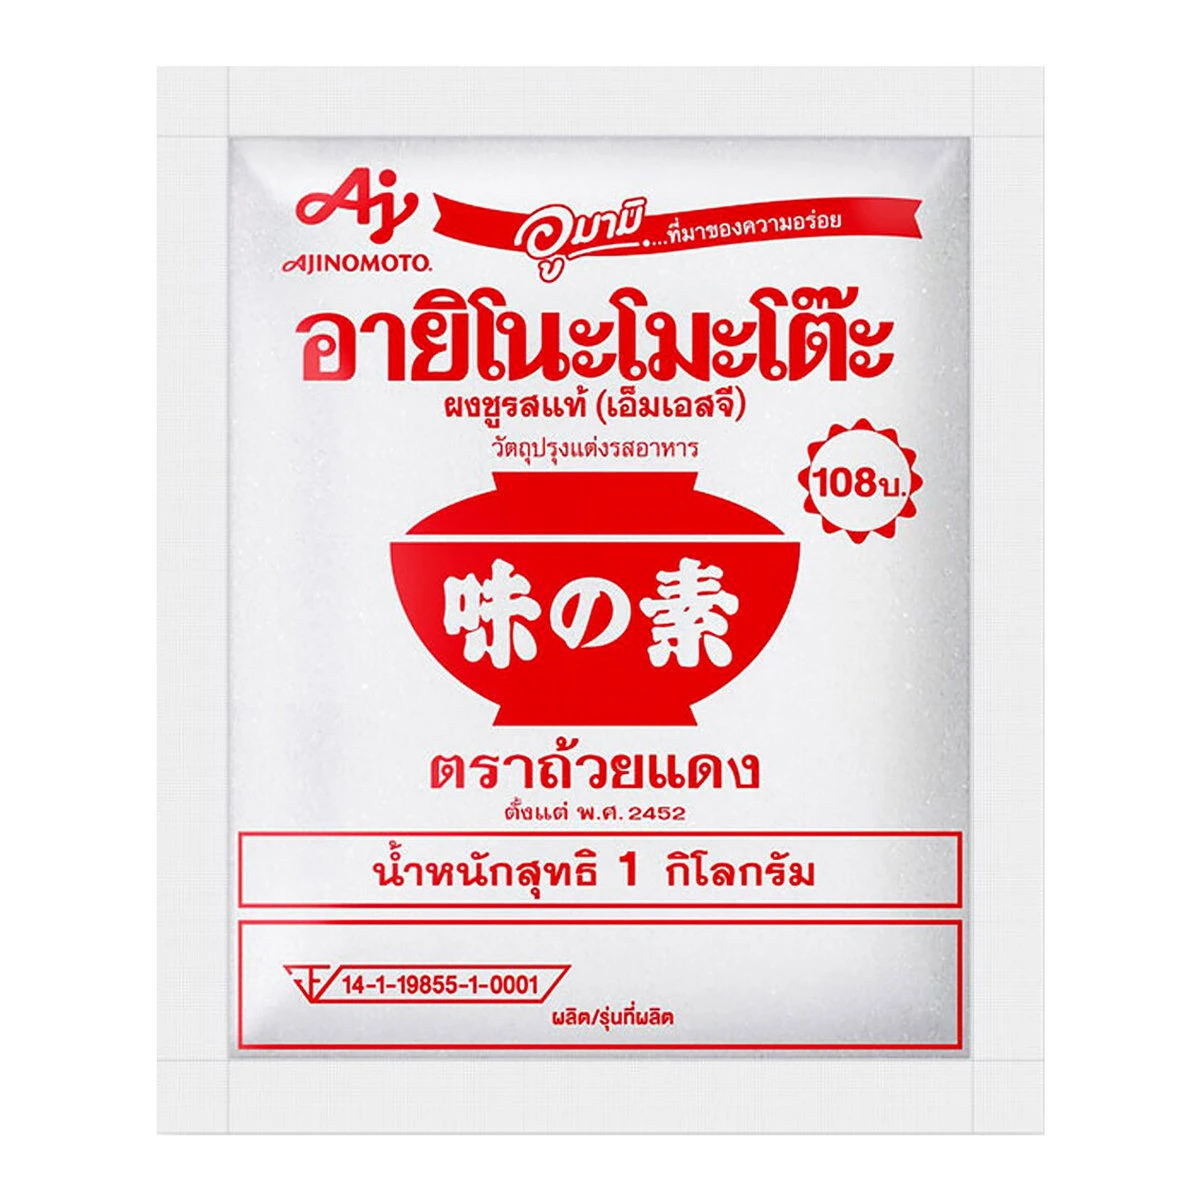 Aj
AJINOMOTO.
อูมามิ
....ที่มาของความอร่อย
อายิโนะโมะโต๊ะ
ผงชูรสแท้ (เอ็มเอสจี)
วัตถุปรุงแต่งรสอาหาร
108บ.
味の素
ตราถ้วยแดง
ตั้งแต่ พ.ศ. 2452
น้ำหนักสุทธิ 1 กิโลกรัม
14-1-19855-1-0001
ผลิต/รุ่นที่ผลิต